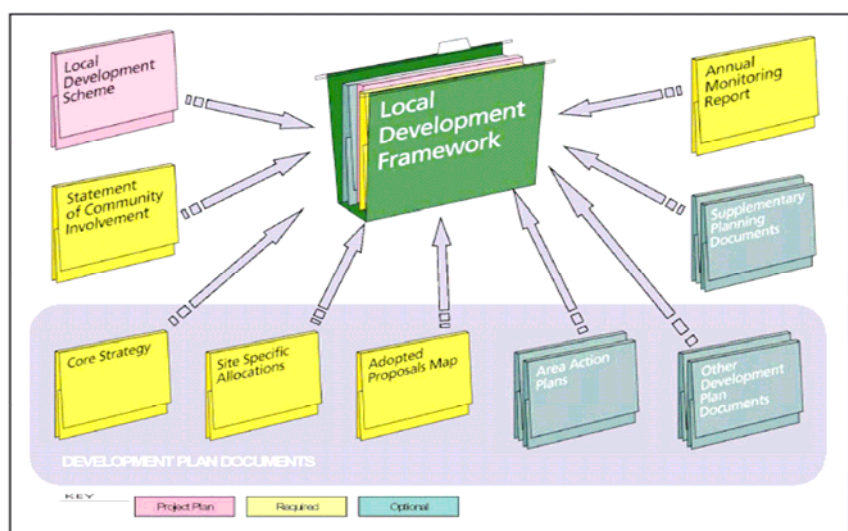 Local
Development
Scheme
Local
Development
Framework
Annual
Monitoring
Report
Statement
of Community
Involvement
Supplementary
Planning
Documents
Core Strategy
Site Specific
Allocations
Adopted
Proposals Map
Area Action
Plans
Other
Development
Plan
Documents
DEVELOPMENT PLAN DOCUMENTS
KEY
Project Plan
Required
Optional